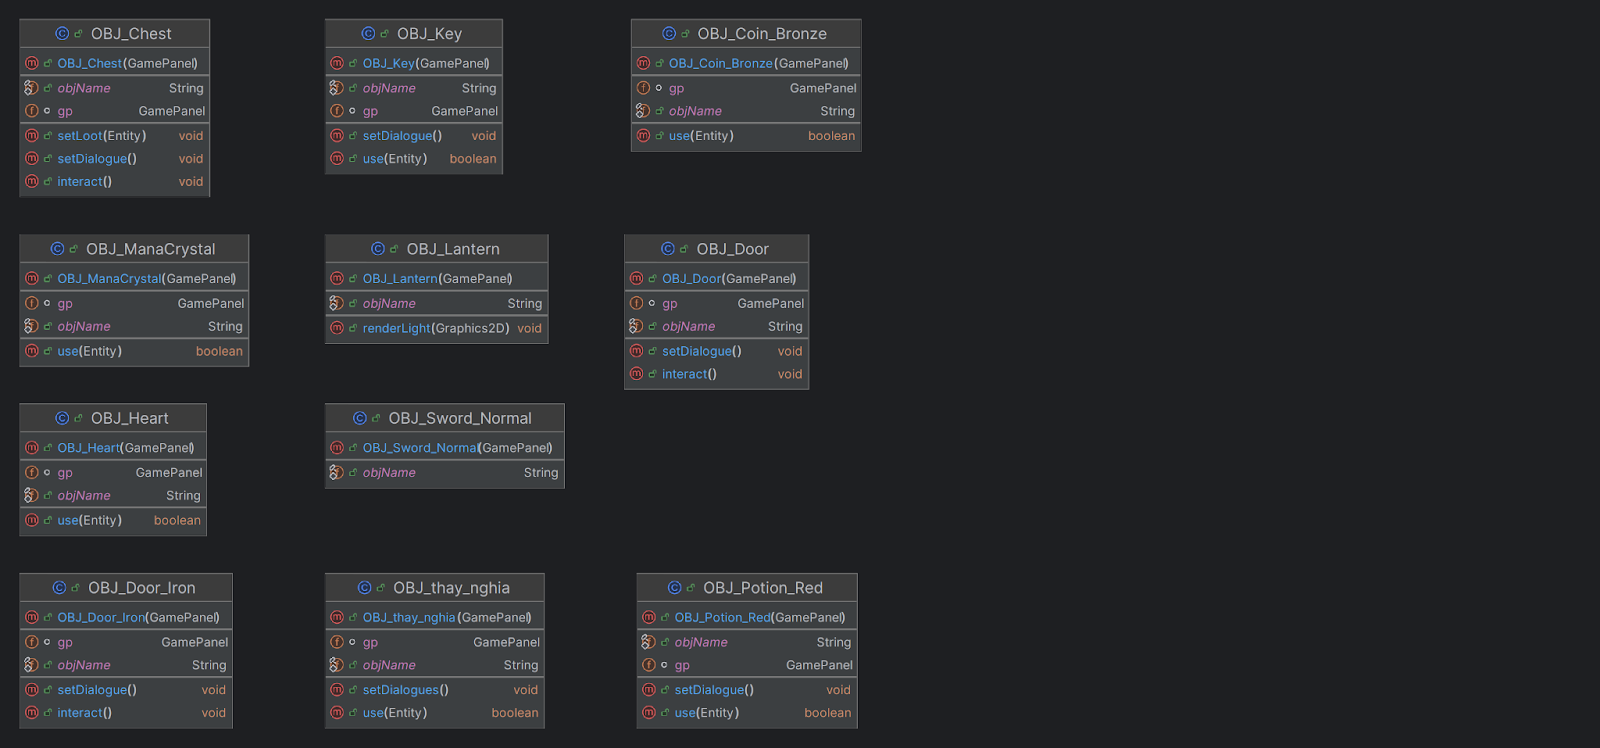 OBJ_Chest
OBJ_Chest(GamePanel)
objName String
gp GamePanel
setLoot(Entity) void
setDialogue() void
interact() void
OBJ_Key
OBJ_Key(GamePanel)
objName String
gp GamePanel
setDialogue() void
use(Entity) boolean
OBJ_Coin_Bronze
OBJ_Coin_Bronze(GamePanel)
gp GamePanel
objName String
use(Entity) boolean
OBJ_ManaCrystal
OBJ_ManaCrystal(GamePanel)
gp GamePanel
objName String
use(Entity) boolean
OBJ_Lantern
OBJ_Lantern(GamePanel)
objName String
renderLight(Graphics2D) void
OBJ_Door
OBJ_Door(GamePanel)
gp GamePanel
objName String
setDialogue() void
interact() void
OBJ_Heart
OBJ_Heart(GamePanel)
gp GamePanel
objName String
use(Entity) boolean
OBJ_Sword_Normal
OBJ_Sword_Normal(GamePanel)
objName String
OBJ_Door_Iron
OBJ_Door_Iron(GamePanel)
gp GamePanel
objName String
setDialogue() void
interact() void
OBJ_thay_nghia
OBJ_thay_nghia(GamePanel)
gp GamePanel
objName String
setDialogues() void
use(Entity) boolean
OBJ_Potion_Red
OBJ_Potion_Red(GamePanel)
objName String
gp GamePanel
setDialogue() void
use(Entity) boolean